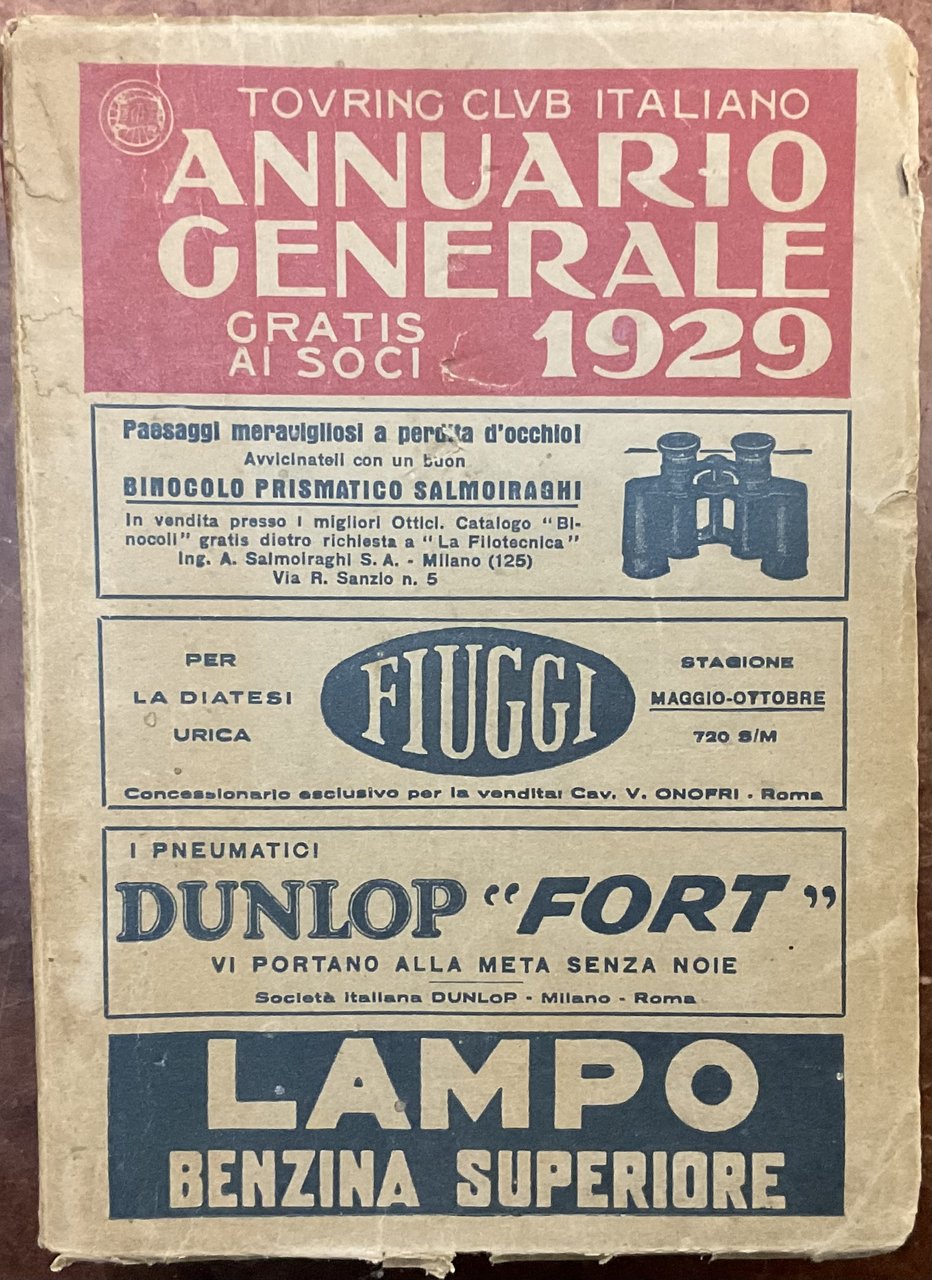 TOVRING CLVB ITALIANO
ANNUARIO
GENERALE
GRATIS
AI SOCI
1929
Paesaggi meravigliosi a perdita d'occhio!
Avvicinateli con un buon
BINOCOLO PRISMATICO SALMOIRAGHI
In vendita presso i migliori Ottici. Catalogo "Bi-
nocoli" gratis dietro richiesta a "La Filotecnica"
Ing. A. Salmoiraghi S. A. - Milano (125)
Via R. Sanzio n. 5
PER
LA DIATESI
URICA
FIUGGI
STAGIONE
MAGGIO-OTTOBRE
720 S/M
Concessionario esclusivo per la vendita: Cav. V. ONOFRI - Roma
I PNEUMATICI
DUNLOP "FORT"
VI PORTANO ALLA META SENZA NOIE
Società Italiana DUNLOP - Milano - Roma
LAMPO
BENZINA SUPERIORE